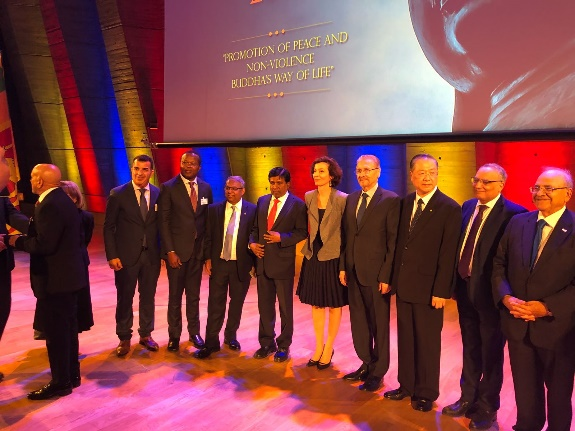 "PROMOTION OF PEACE AND
NON-VIOLENCE
BUDDHA'S WAY OF LIFE"